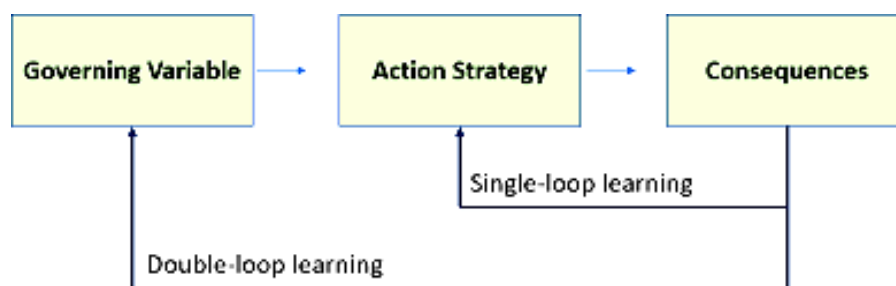 Governing Variable
Action Strategy
Consequences
Single-loop learning
Double-loop learning